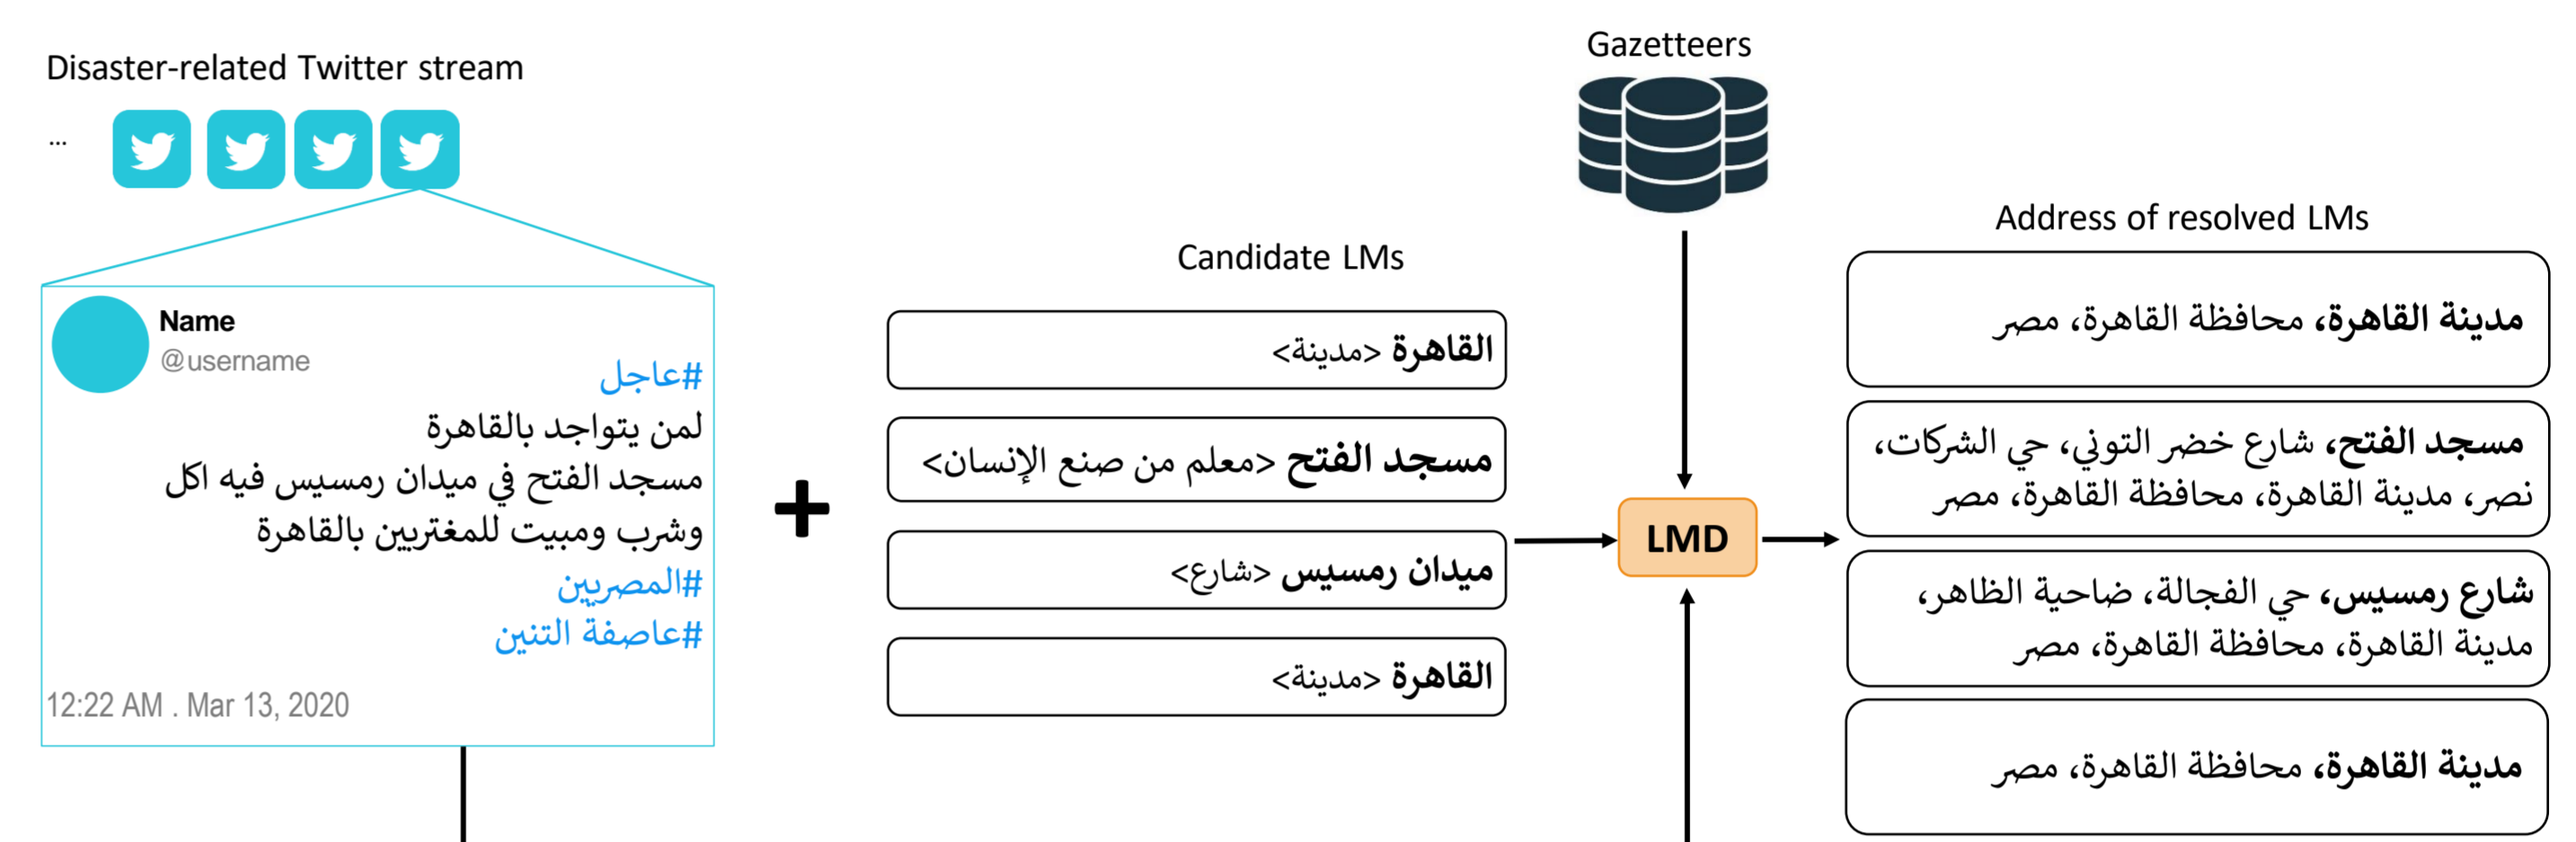 Disaster-related Twitter stream
...
Name
@username
#عاجل
لمن يتواجد بالقاهرة
مسجد الفتح في ميدان رمسيس فيه اكل
وشرب ومبيت للمغتربين بالقاهرة
#المصريين
#عاصفة التنين
12:22 AM . Mar 13, 2020
+
Candidate LMs
القاهرة <مدينة>
مسجد الفتح <معلم من صنع الإنسان>
ميدان رمسيس <شارع>
القاهرة <مدينة>
Gazetteers
LMD
Address of resolved LMs
مدينة القاهرة، محافظة القاهرة، مصر
مسجد الفتح، شارع خضر التوني، حي الشركات،
نصر، مدينة القاهرة، محافظة القاهرة، مصر
شارع رمسيس، حي الفجالة، ضاحية الظاهر،
مدينة القاهرة، محافظة القاهرة، مصر
مدينة القاهرة، محافظة القاهرة، مصر